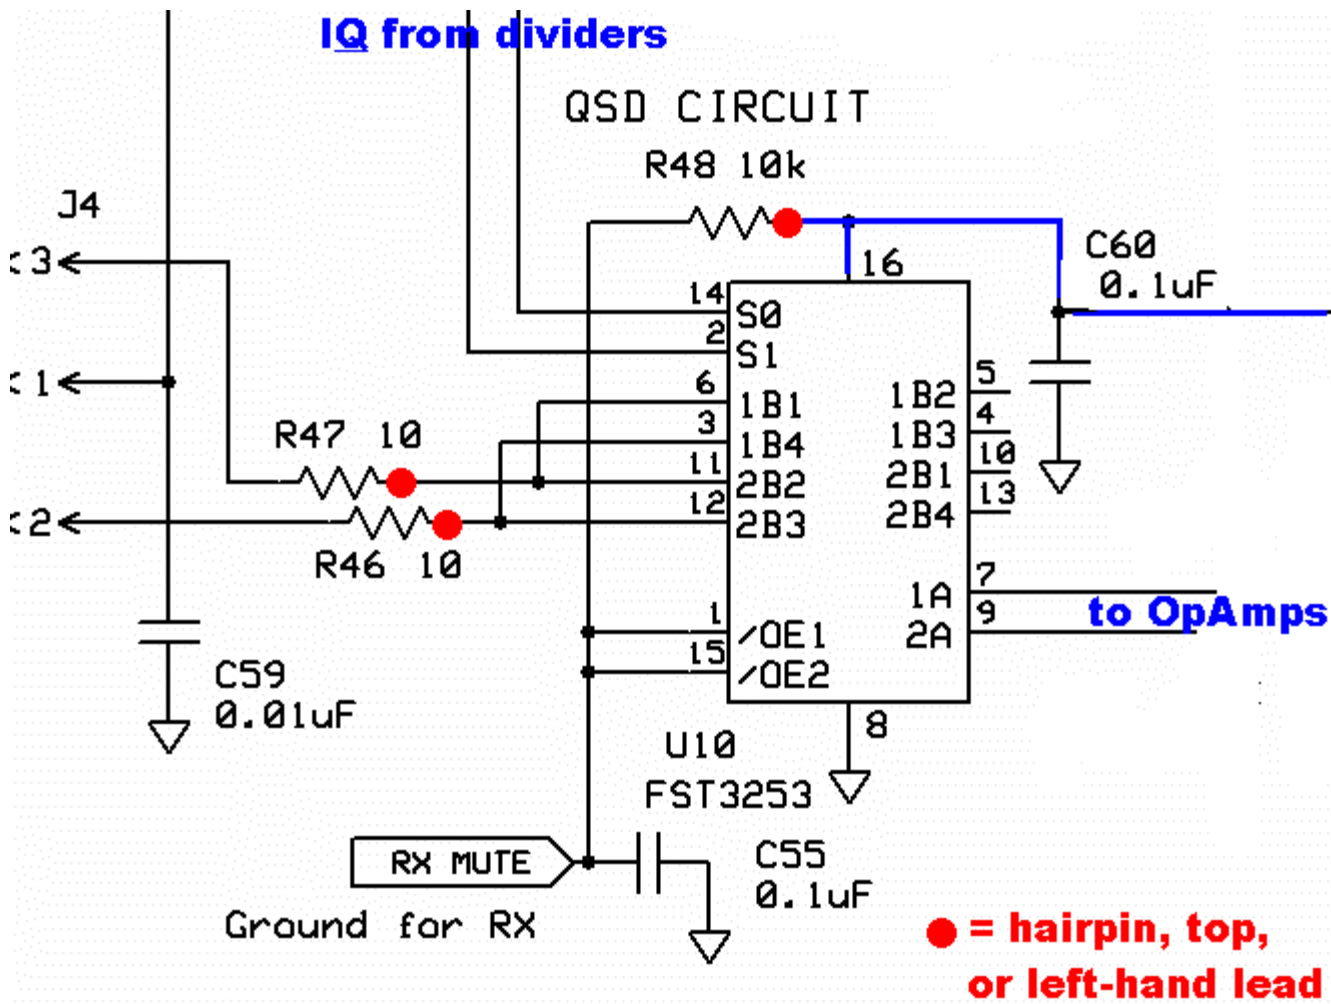 IQ from dividers
QSD CIRCUIT
R48 10k
J4
3
C60
0.1uF
16
14
S0
2
S1
1
6
1B1
5
1B2
3
1B4
4
1B3
R47 10
11
2B2
10
2B1
2
12
2B3
13
2B4
R46 10
7
1A
to OpAmps
1
/OE1
9
2A
15
/OE2
C59
0.01uF
8
U10
FST3253
RX MUTE
C55
0.1uF
Ground for RX
= hairpin, top,
or left-hand lead